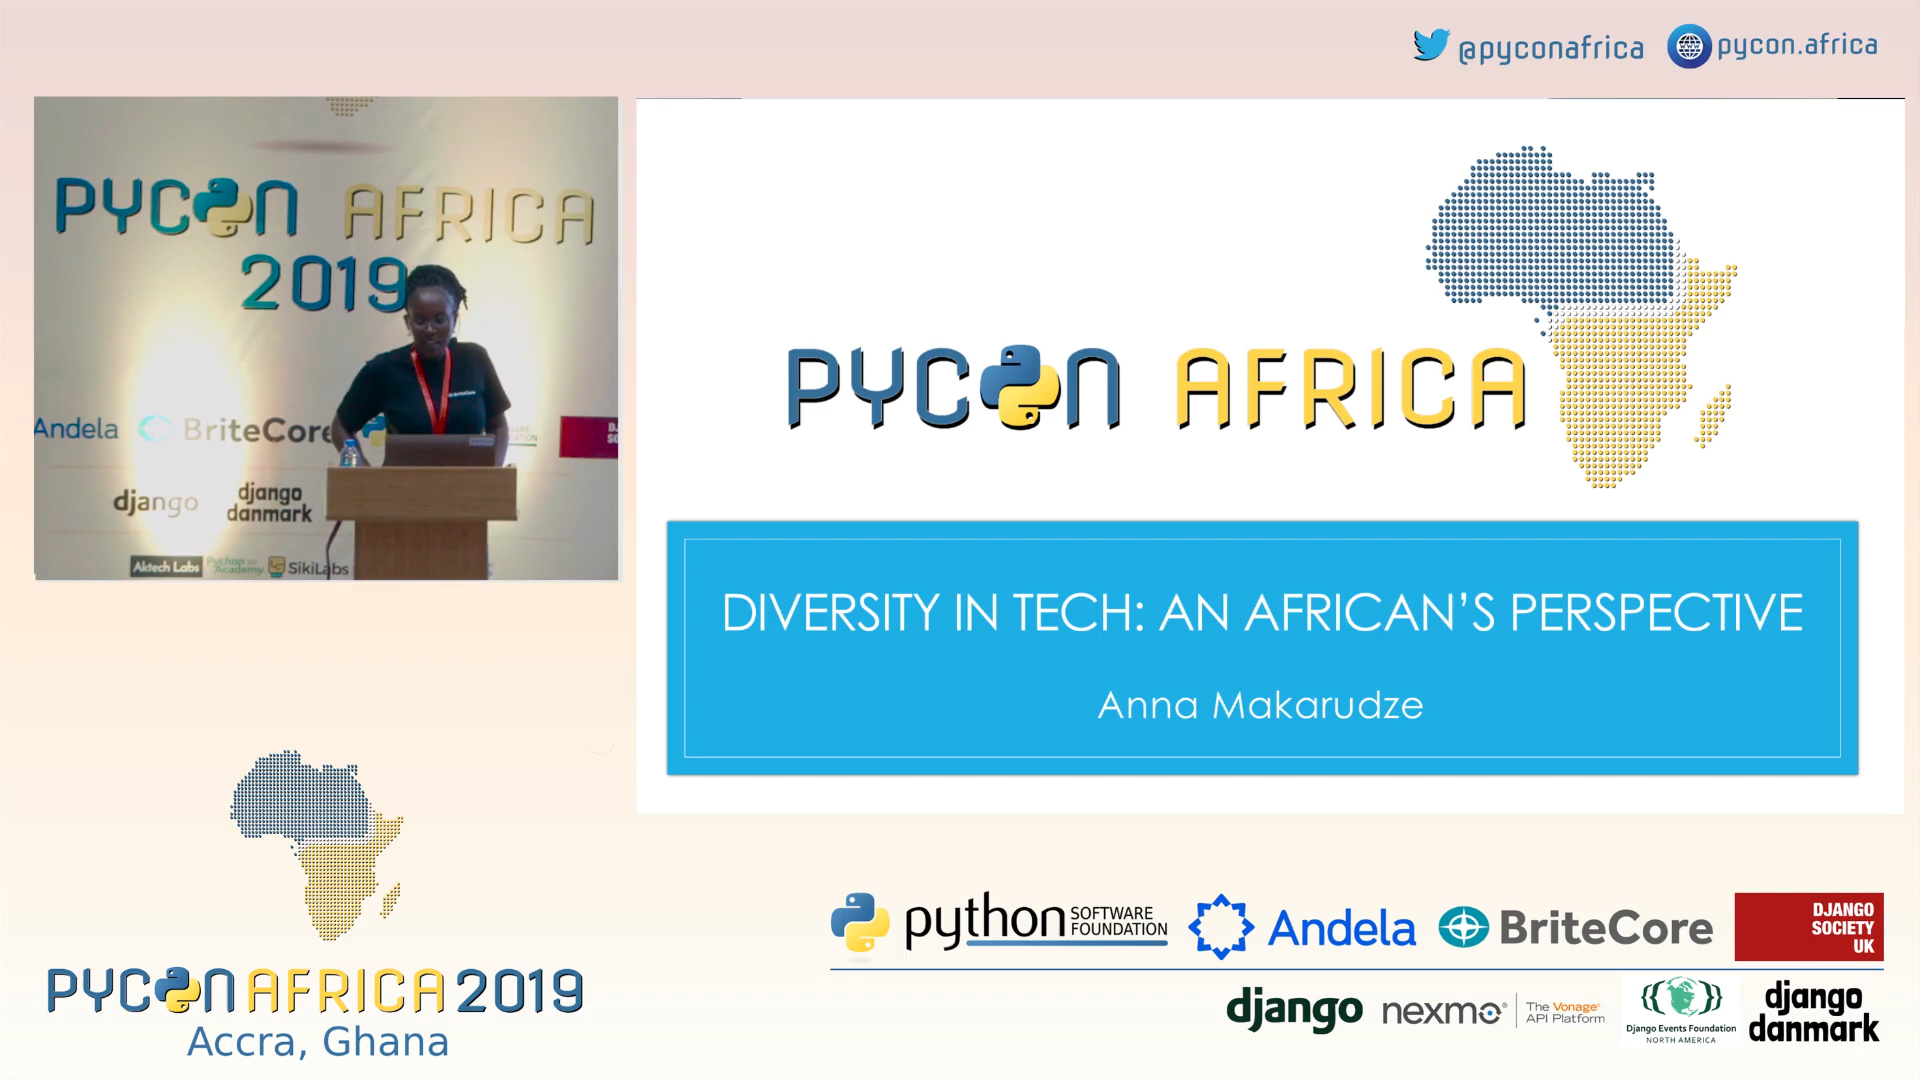 @pyconafrica
pycon.africa
PYCON AFRICA
2019
Andela
BriteCore
django
django
danmark
Aktech Labs
Python
Academy
SikiLabs
PYCON AFRICA
DIVERSITY IN TECH: AN AFRICAN’S PERSPECTIVE
Anna Makarudze
PYCON AFRICA 2019
Accra, Ghana
python SOFTWARE
FOUNDATION
Andela
BriteCore
DJANGO
SOCIETY
UK
django
nexmo
The Vonage
API Platform
Django Events Foundation
NORTH AMERICA
django
danmark